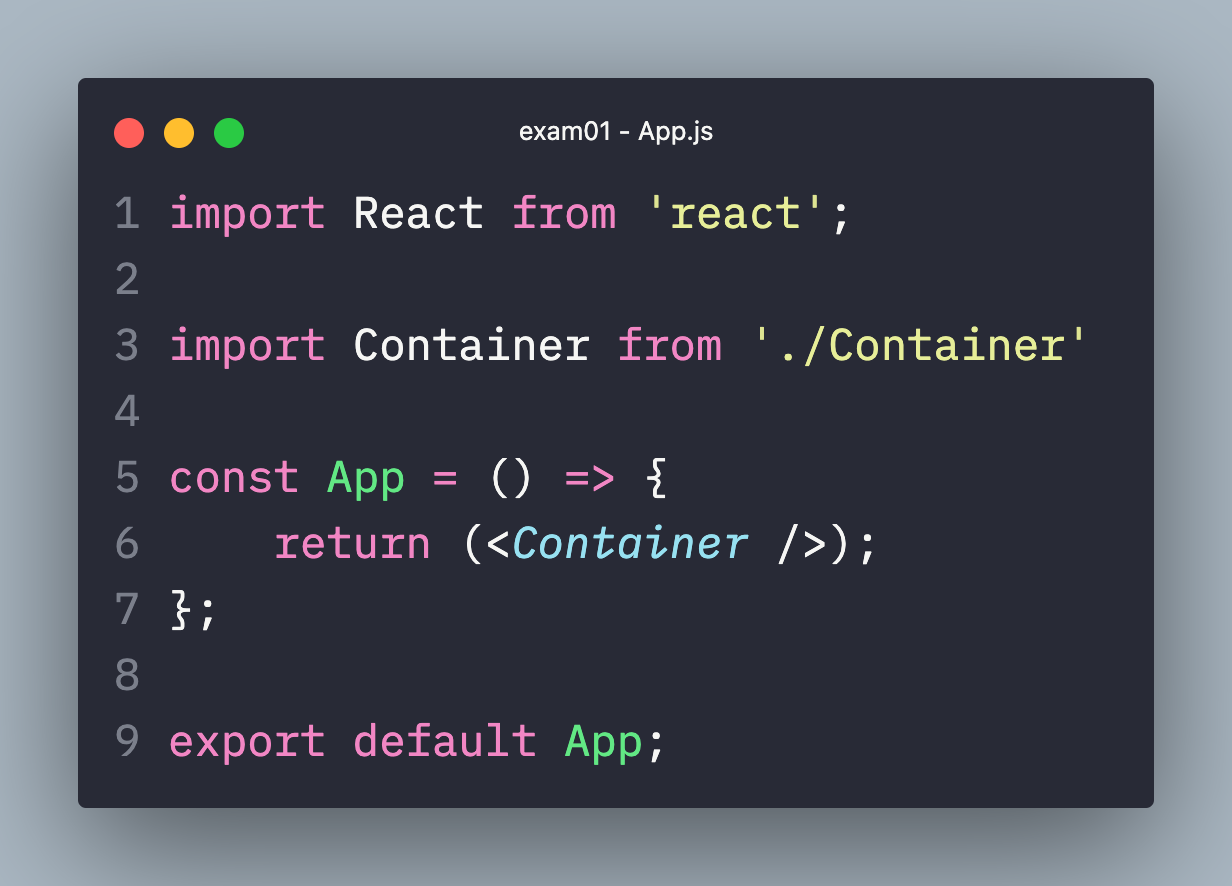 exam01 - App.js
1 import React from 'react';
2
3 import Container from './Container'
4
5 const App = () => {
6     return (<Container />);
7 };
8
9 export default App;